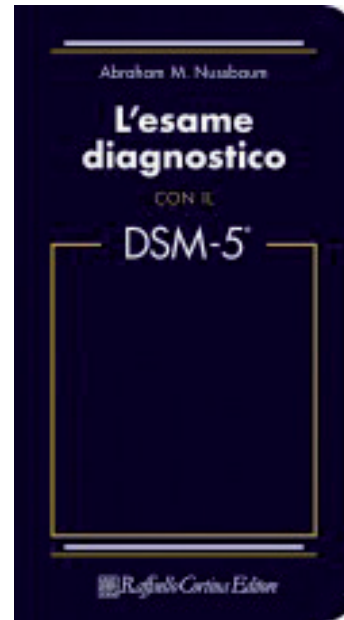 Abraham M. Nussbaum
L'esame
diagnostico
CON IL
DSM-5®
Raffaello Cortina Editore